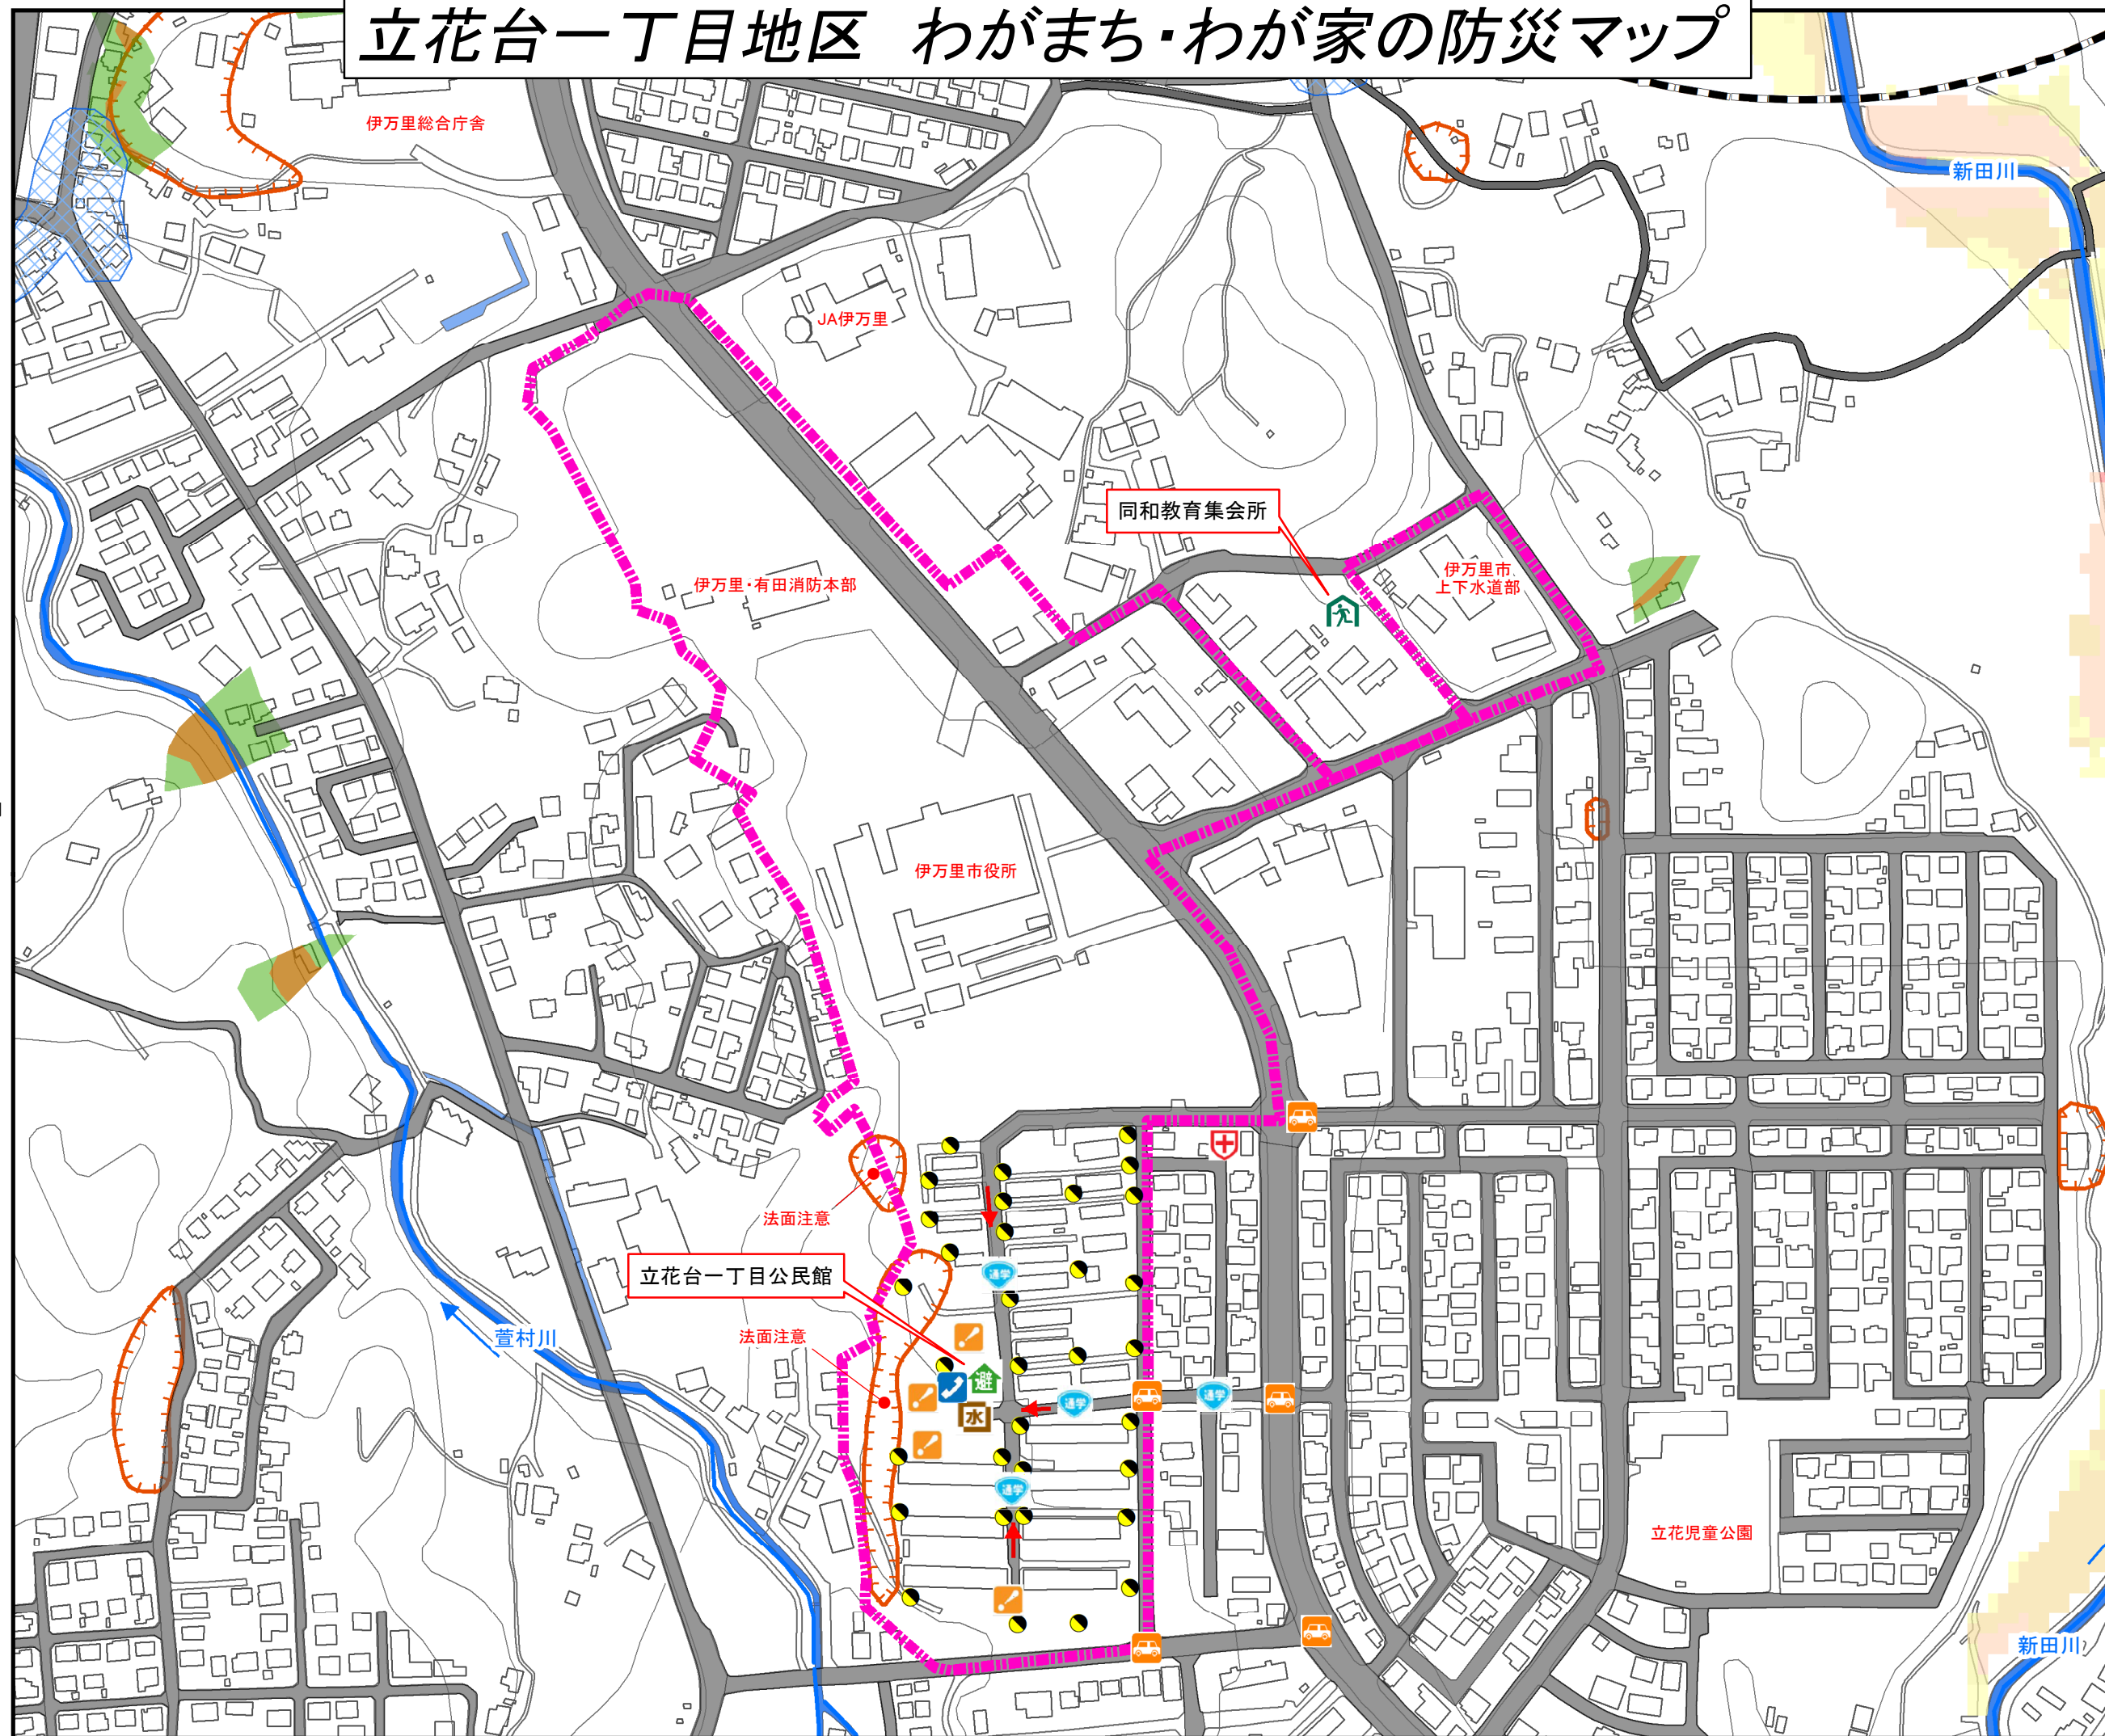 立花台一丁目地区　わがまち・わが家の防災マップ
伊万里総合庁舎
新田川
JA伊万里
同和教育集会所
伊万里・有田消防本部
伊万里市
上下水道部
伊万里市役所
法面注意
立花台一丁目公民館
通学
法面注意
萱村川
避
水
通学
通学
通学
立花児童公園
新田川